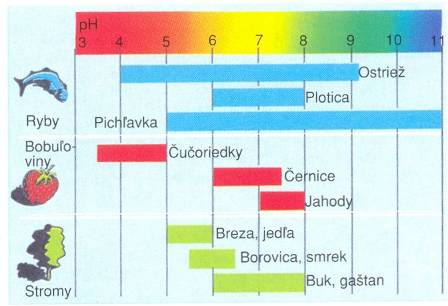 pH
3 4 5 6 7 8 9 10 11
Ostriež
Plotica
Ryby Pichľavka
Bobuľo-
viny
Čučoriedky
Černice
Jahody
Breza, jedľa
Borovica, smrek
Stromy Buk, gaštan